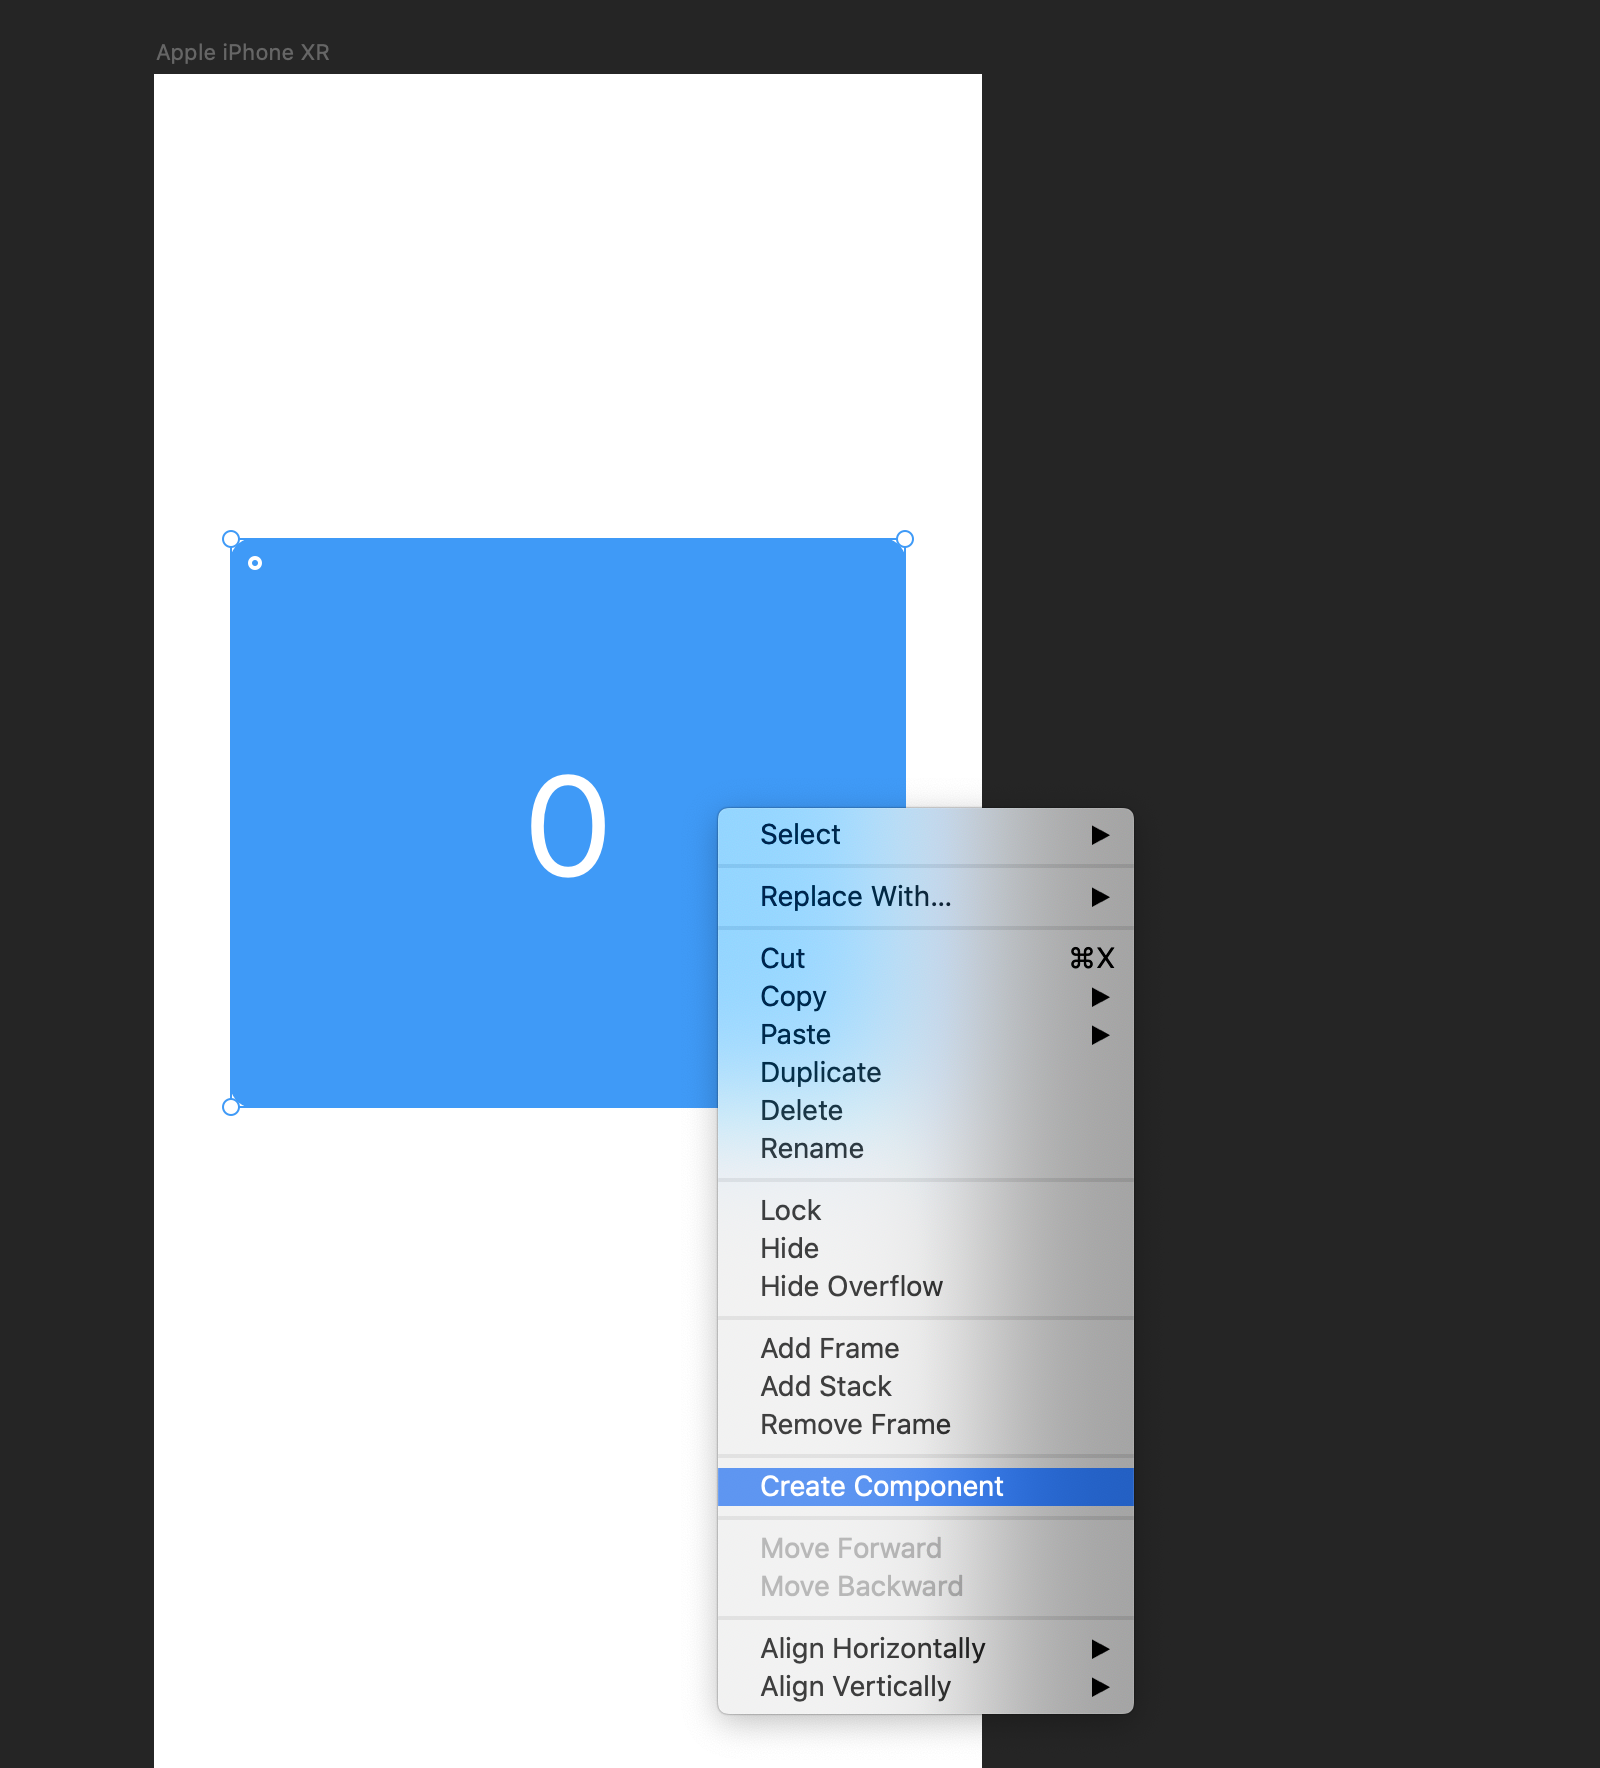 Apple iPhone XR
0
Select ▶
Replace With... ▶
Cut ⌘X
Copy ▶
Paste ▶
Duplicate
Delete
Rename
Lock
Hide
Hide Overflow
Add Frame
Add Stack
Remove Frame
Create Component
Move Forward
Move Backward
Align Horizontally ▶
Align Vertically ▶